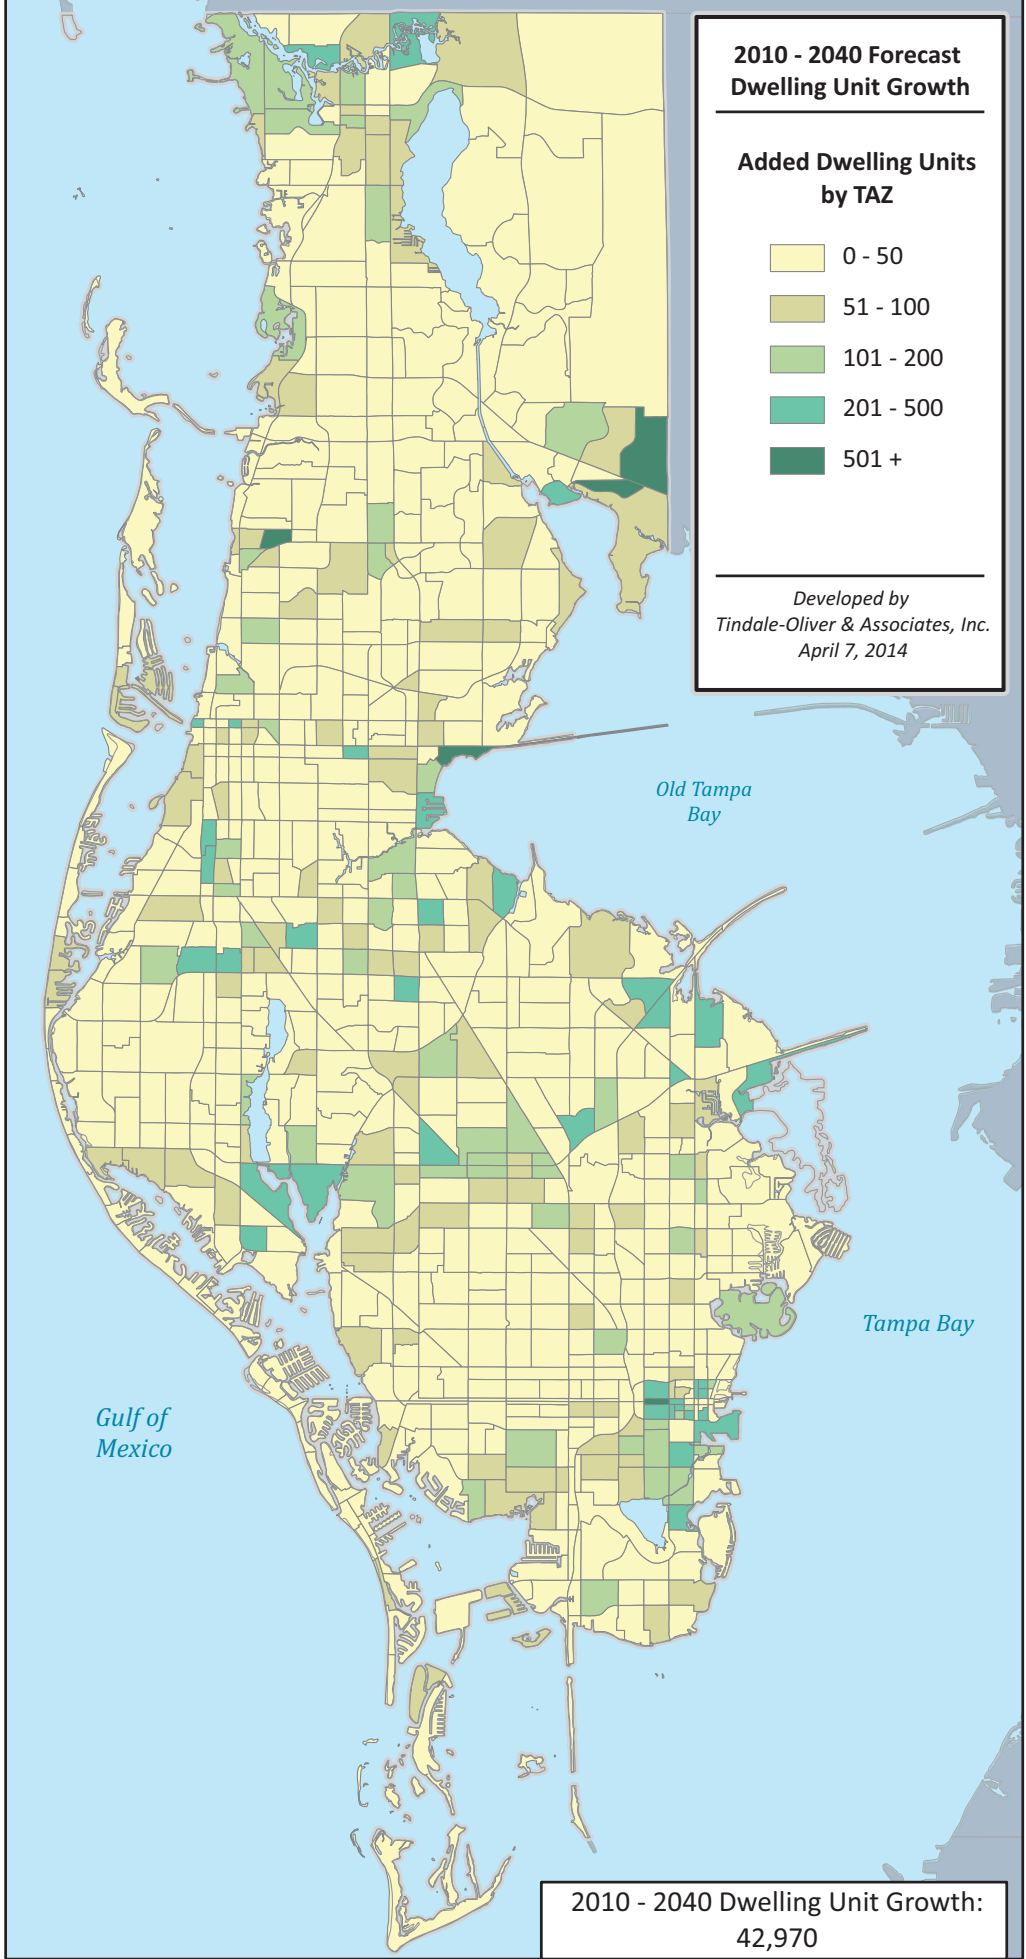 2010 - 2040 Forecast
Dwelling Unit Growth
Added Dwelling Units
by TAZ
0 - 50
51 - 100
101 - 200
201 - 500
501 +
Developed by
Tindale-Oliver & Associates, Inc.
April 7, 2014
Old Tampa
Bay
Tampa Bay
Gulf of
Mexico
2010 - 2040 Dwelling Unit Growth:
42,970